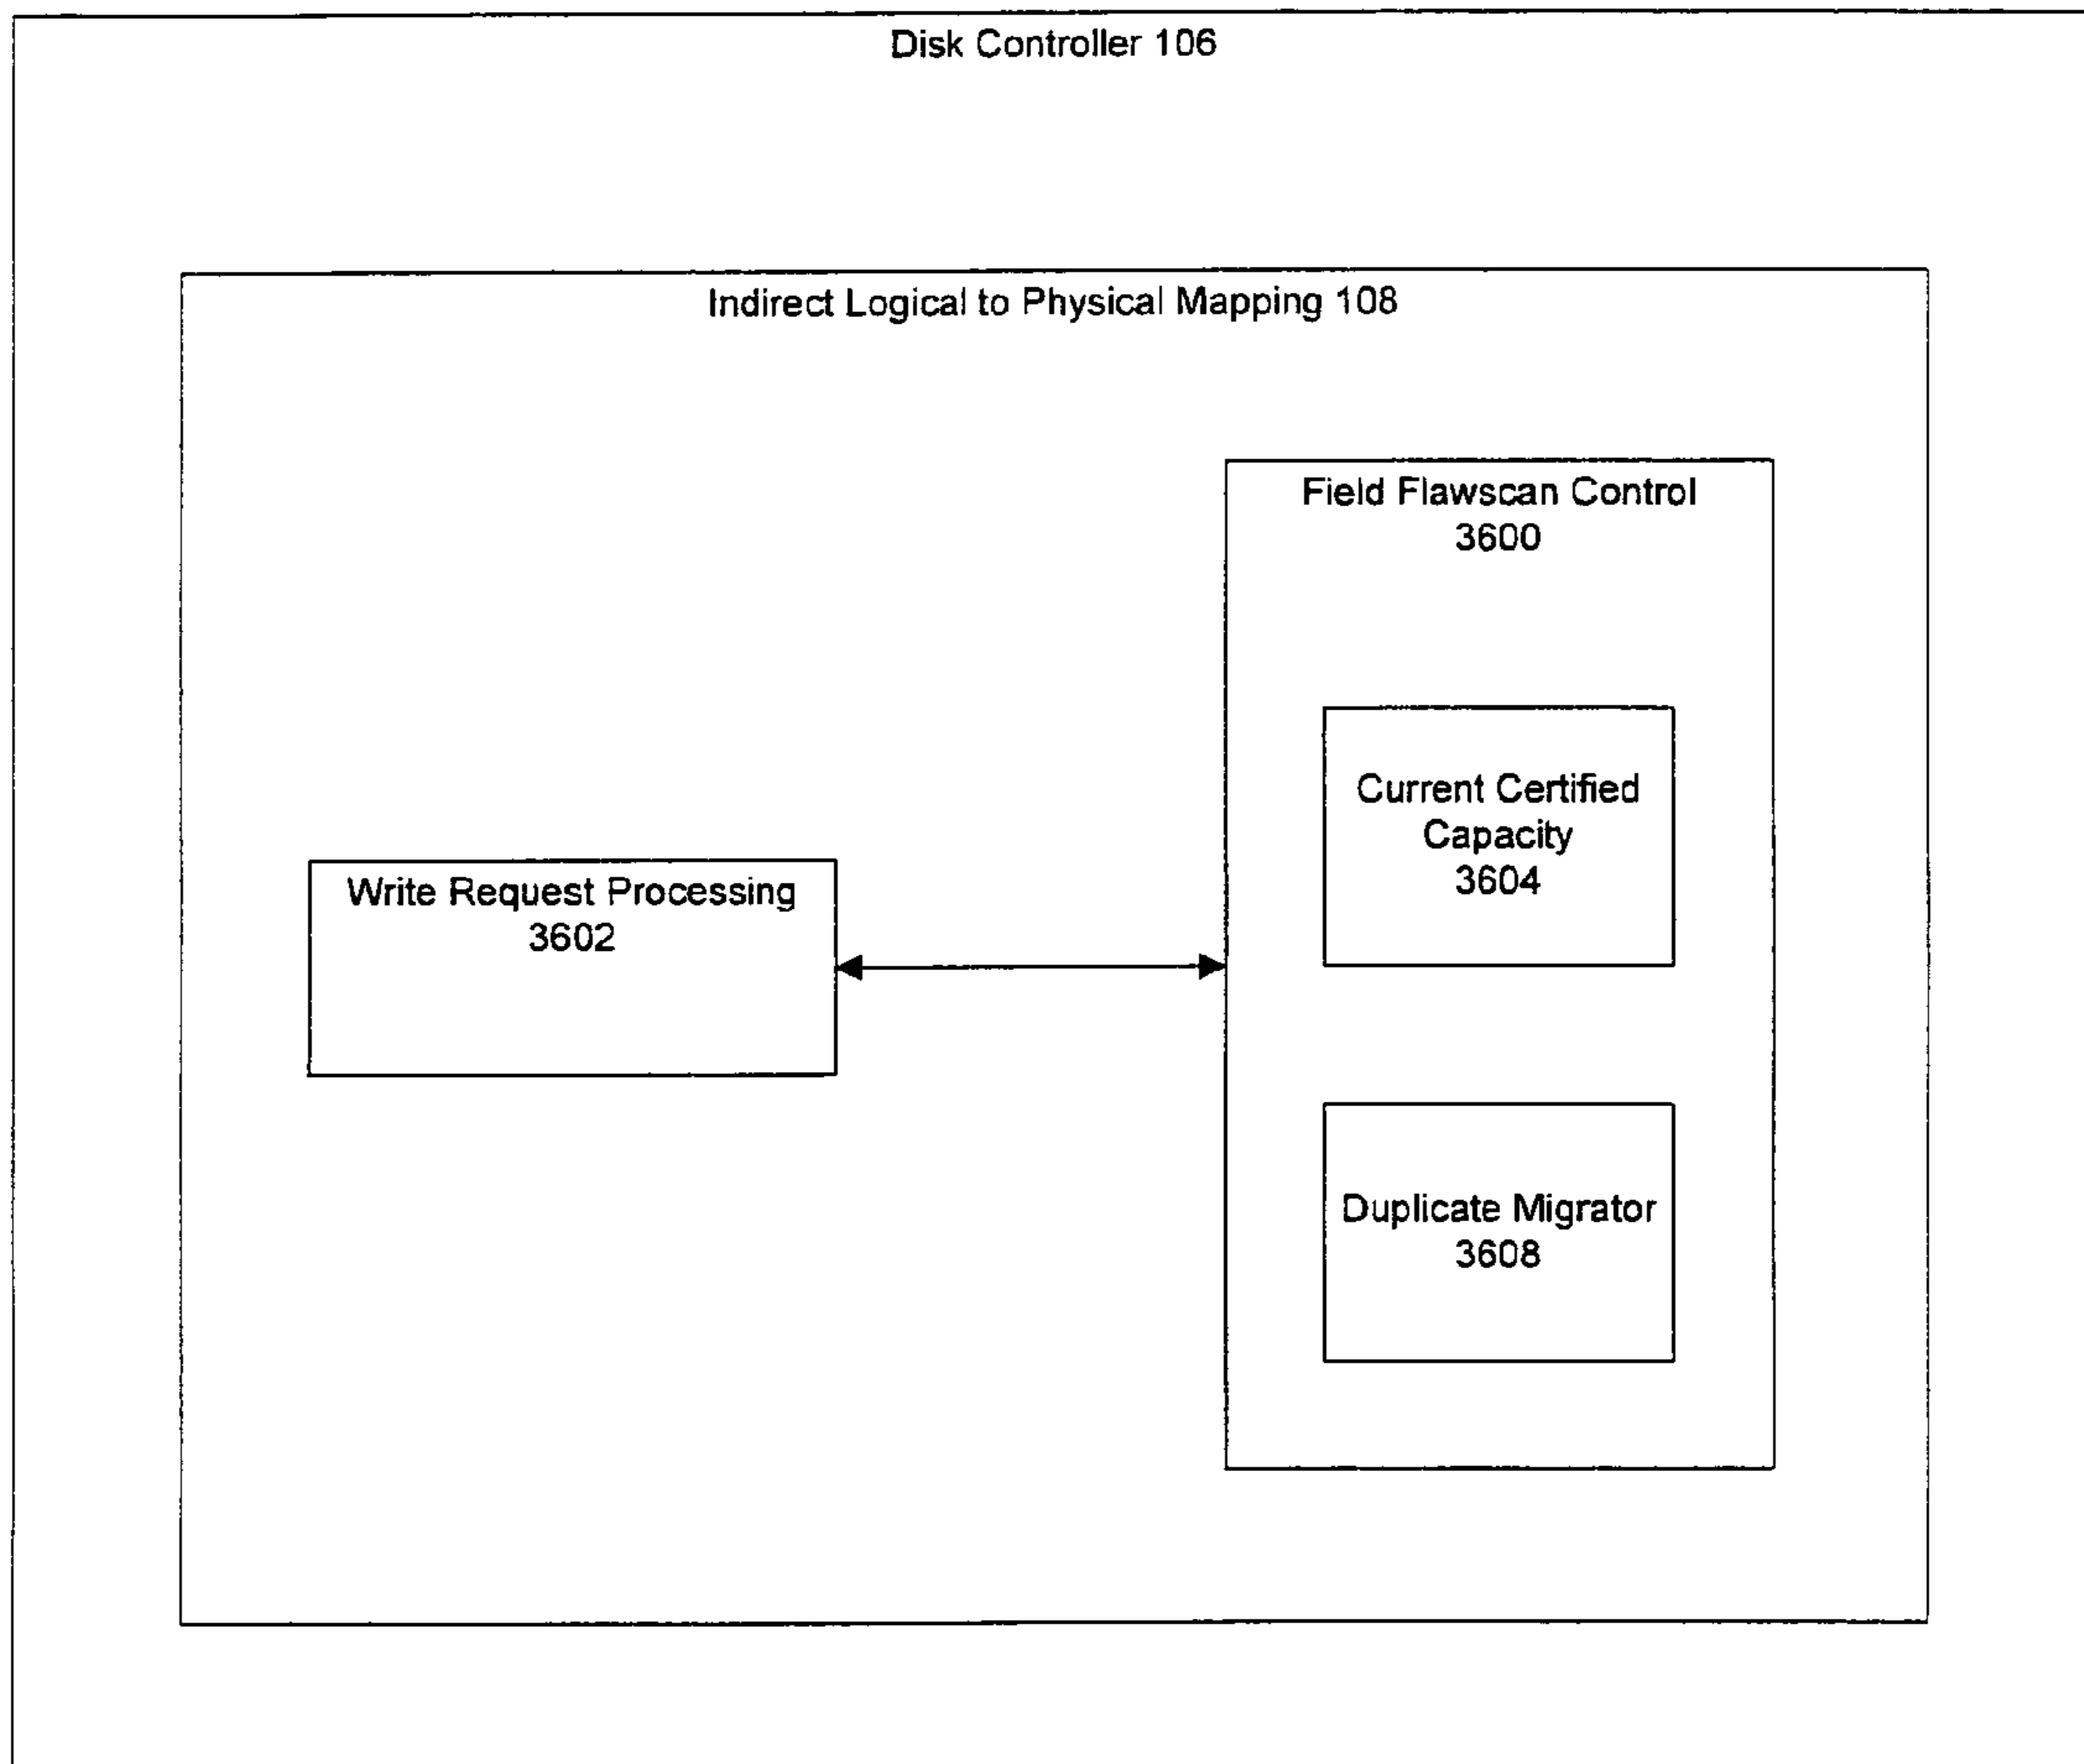 Disk Controller 106
Indirect Logical to Physical Mapping 108
Field Flawscan Control
3600
Current Certified
Capacity
3604
Write Request Processing
3602
Duplicate Migrator
3608